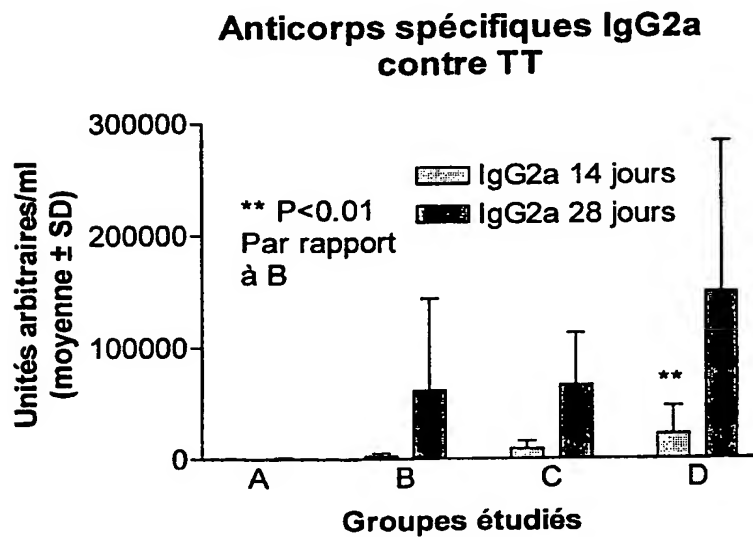 Anticorps spécifiques IgG2a
contre TT
Unités arbitraires/ml
(moyenne ± SD)
300000
200000
100000
0
** P<0.01
Par rapport
à B
IgG2a 14 jours
IgG2a 28 jours
**
A B C D
Groupes étudiés